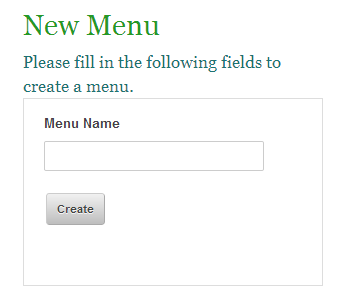 New Menu
Please fill in the following fields to
create a menu.
Menu Name
Create